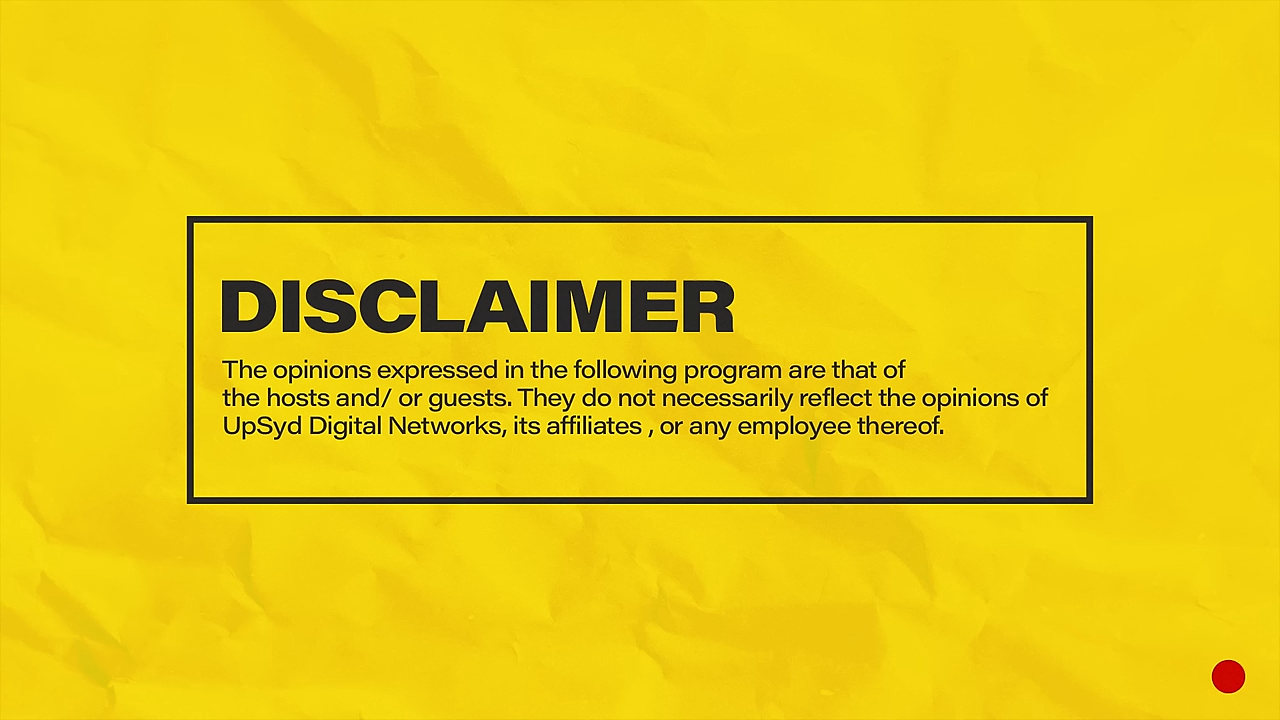 DISCLAIMER
The opinions expressed in the following program are that of
the hosts and/ or guests. They do not necessarily reflect the opinions of
UpSyd Digital Networks, its affiliates , or any employee thereof.